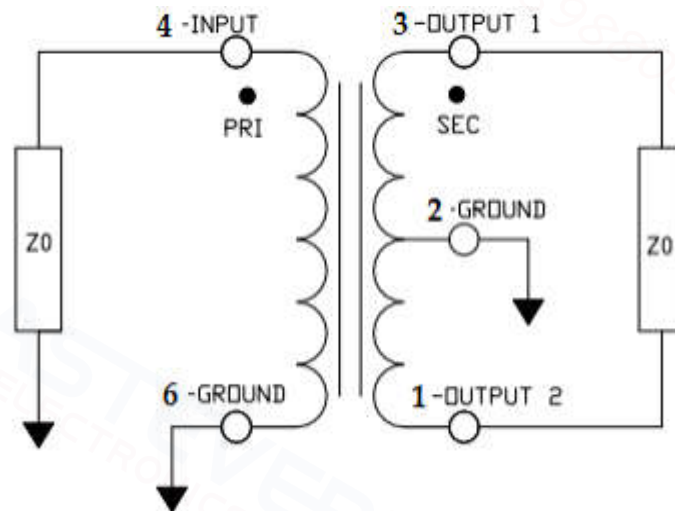 4 -INPUT
3 -OUTPUT 1
PRI
SEC
2 -GROUND
Z0
Z0
6 -GROUND
1 -OUTPUT 2